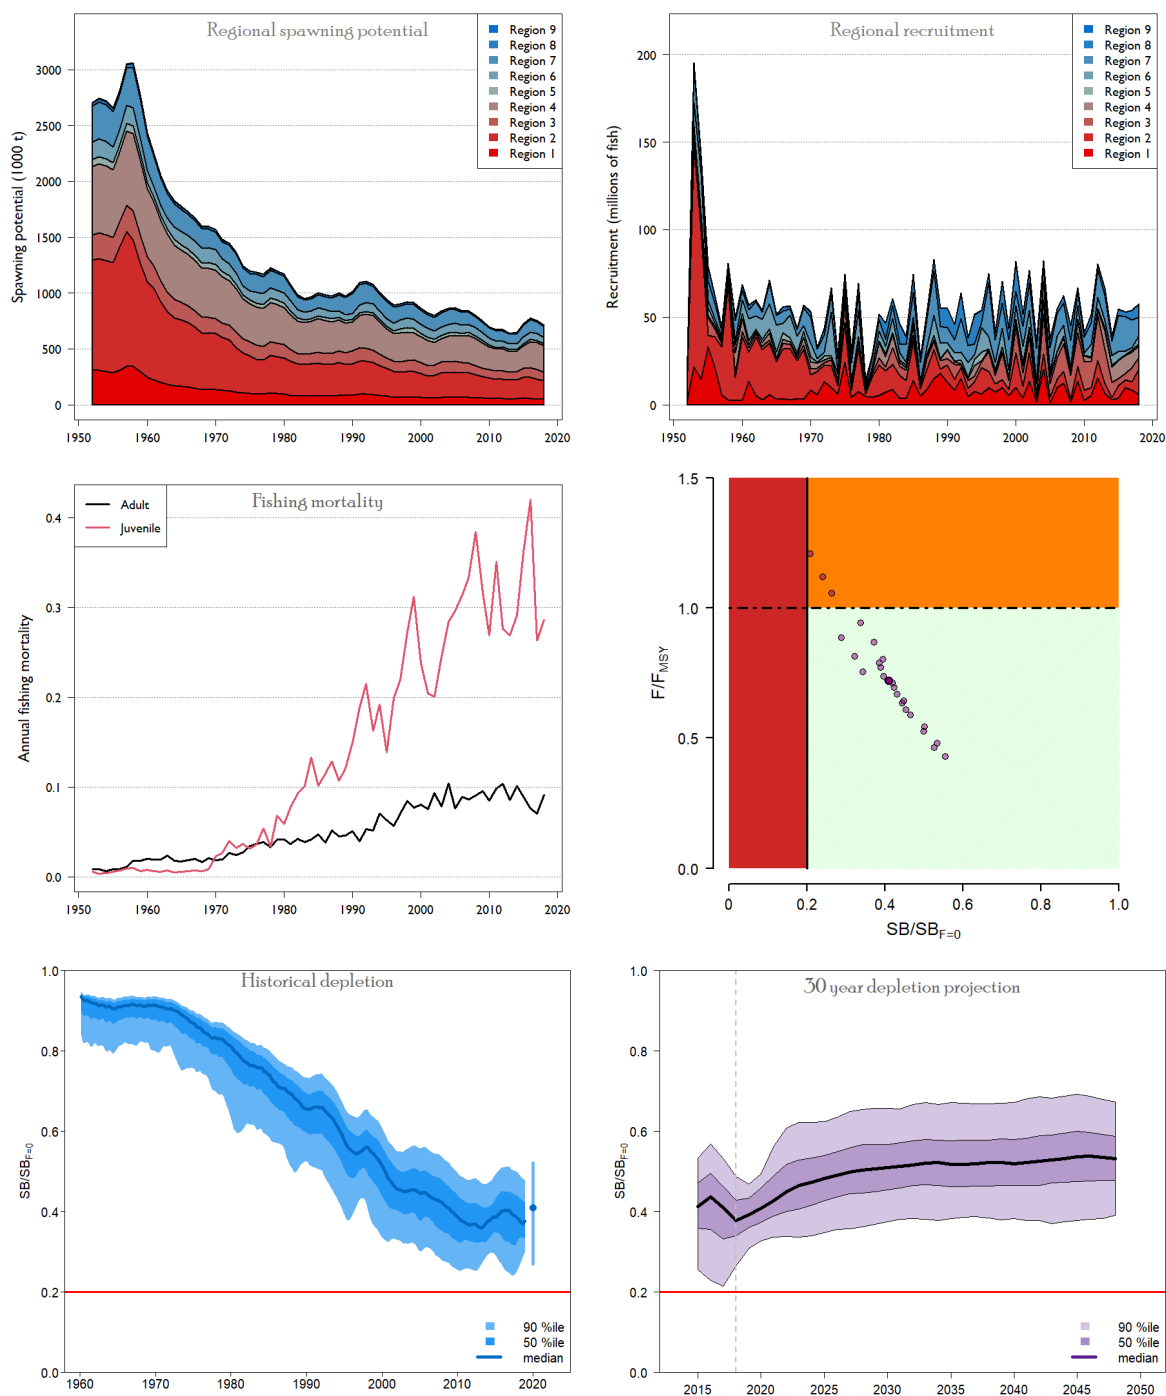 Regional spawning potential
Spawning potential (1000 t)
3000
2500
2000
1500
1000
500
0
1950 1960 1970 1980 1990 2000 2010 2020
Region 9
Region 8
Region 7
Region 6
Region 5
Region 4
Region 3
Region 2
Region 1
Regional recruitment
Recruitment (millions of fish)
200
150
100
50
0
1950 1960 1970 1980 1990 2000 2010 2020
Region 9
Region 8
Region 7
Region 6
Region 5
Region 4
Region 3
Region 2
Region 1
Fishing mortality
Adult
Juvenile
Annual fishing mortality
0.4
0.3
0.2
0.1
0.0
1950 1960 1970 1980 1990 2000 2010 2020
F/FMSY
1.5
1.0
0.5
0.0
0 0.2 0.4 0.6 0.8 1.0
SB/SBF=0
Historical depletion
SB/SBF=0
1.0
0.8
0.6
0.4
0.2
0.0
90 %ile
50 %ile
median
1960 1970 1980 1990 2000 2010 2020
30 year depletion projection
SB/SBF=0
1.0
0.8
0.6
0.4
0.2
0.0
90 %ile
50 %ile
median
2015 2020 2025 2030 2035 2040 2045 2050